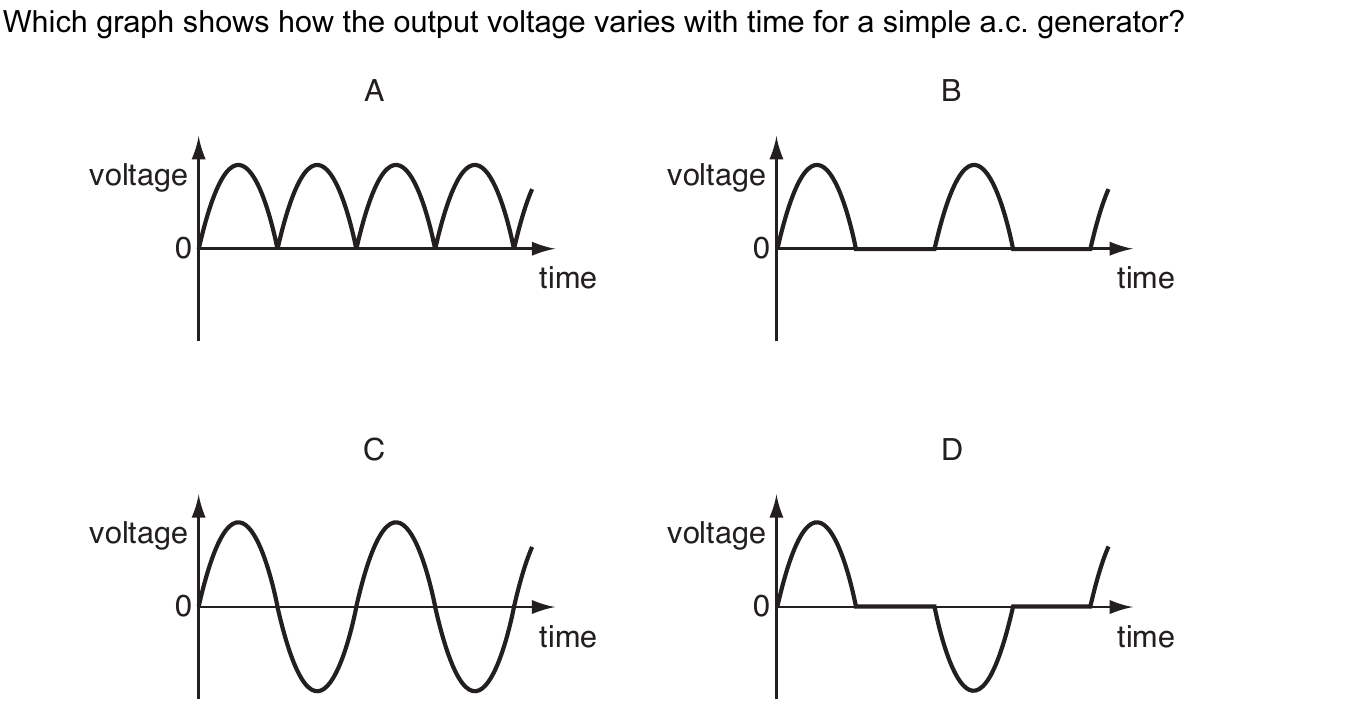 Which graph shows how the output voltage varies with time for a simple a.c. generator?
A
B
voltage
0
time
voltage
0
time
C
D
voltage
0
time
voltage
0
time